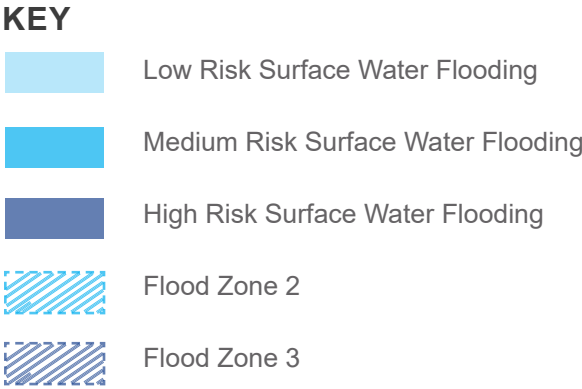 KEY
Low Risk Surface Water Flooding
Medium Risk Surface Water Flooding
High Risk Surface Water Flooding
Flood Zone 2
Flood Zone 3